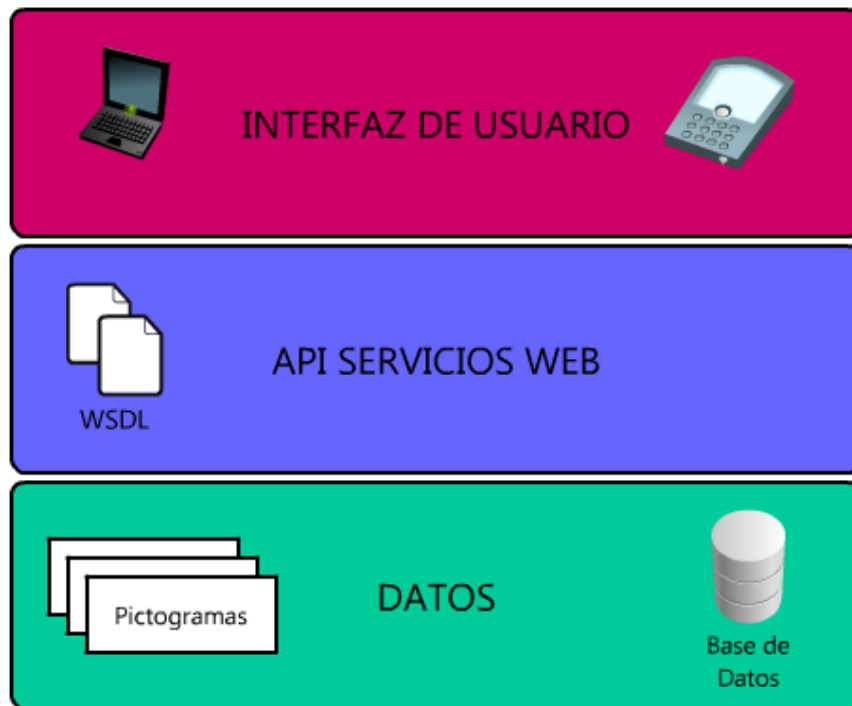 INTERFAZ DE USUARIO
API SERVICIOS WEB
WSDL
Pictogramas
DATOS
Base de
Datos